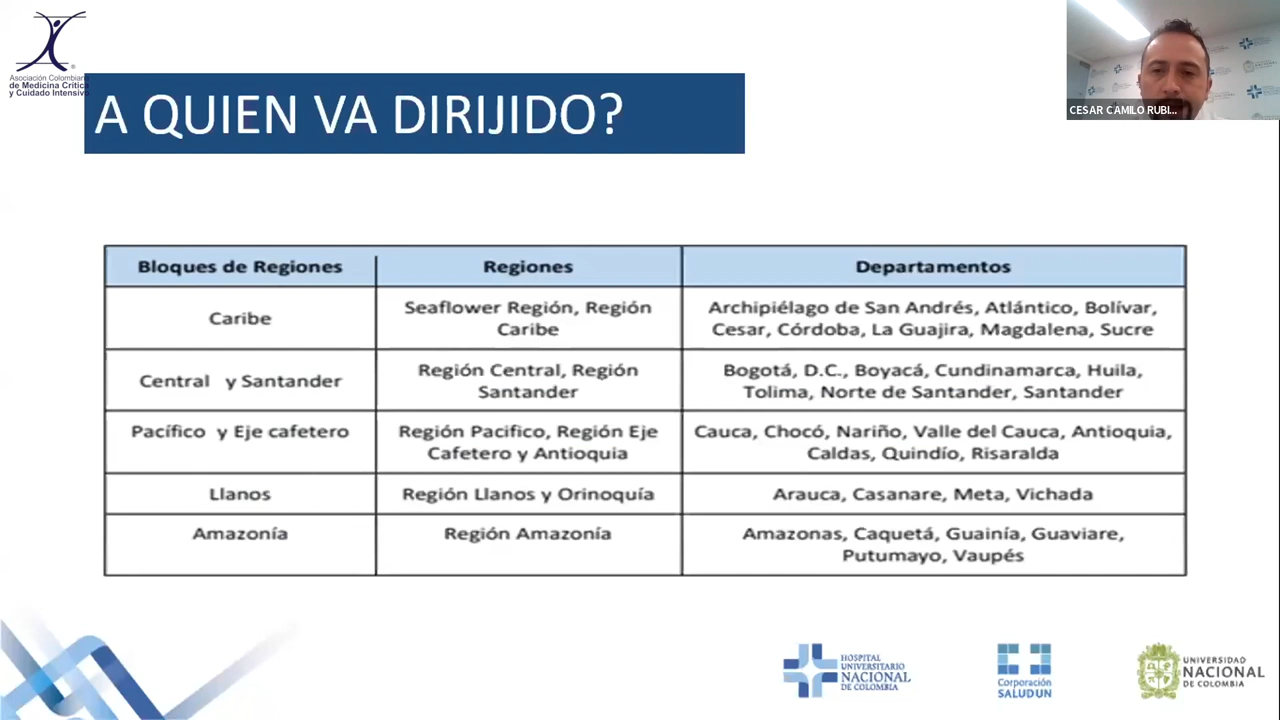 Asociación Colombiana
de Medicina Crítica
y Cuidado Intensivo
CESAR CAMILO RUBI...
A QUIEN VA DIRIJIDO?
Bloques de Regiones
Regiones
Departamentos
Caribe
Seaflower Región, Región
Caribe
Archipiélago de San Andrés, Atlántico, Bolívar,
Cesar, Córdoba, La Guajira, Magdalena, Sucre
Central y Santander
Región Central, Región
Santander
Bogotá, D.C., Boyacá, Cundinamarca, Huila,
Tolima, Norte de Santander, Santander
Pacífico y Eje cafetero
Región Pacifico, Región Eje
Cafetero y Antioquia
Cauca, Chocó, Nariño, Valle del Cauca, Antioquia,
Caldas, Quindío, Risaralda
Llanos
Región Llanos y Orinoquía
Arauca, Casanare, Meta, Vichada
Amazonía
Región Amazonía
Amazonas, Caquetá, Guainía, Guaviare,
Putumayo, Vaupés
HOSPITAL
UNIVERSITARIO
NACIONAL
DE COLOMBIA
Corporación
SALUDUN
UNIVERSIDAD
NACIONAL
DE COLOMBIA